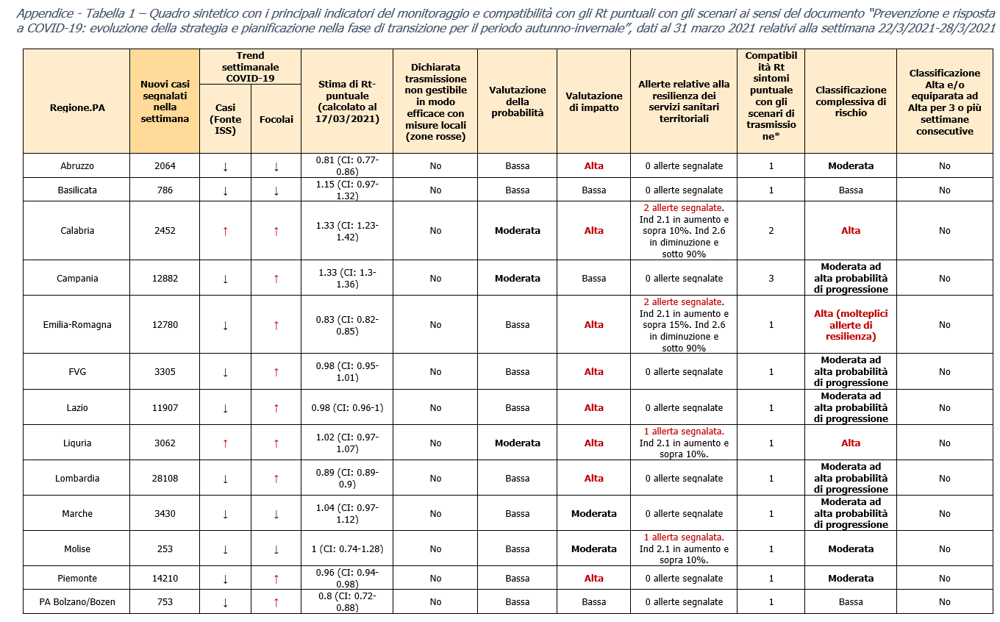 Appendice - Tabella 1 – Quadro sintetico con i principali indicatori del monitoraggio e compatibilità con gli Rt puntuali con gli scenari ai sensi del documento "Prevenzione e risposta
a COVID-19: evoluzione della strategia e pianificazione nella fase di transizione per il periodo autunno-invernale", dati al 31 marzo 2021 relativi alla settimana 22/3/2021-28/3/2021
Regione.PA
Nuovi casi
segnalati
nella
settimana
Trend
settimanale
COVID-19
Casi
(Fonte
ISS)
Focolai
Stima di Rt-
puntuale
(calcolato al
17/03/2021)
Dichiarata
trasmissione
non gestibile
in modo
efficace con
misure locali
(zone rosse)
Valutazione
della
probabilità
Valutazione
di impatto
Allerte relative alla
resilienza dei
servizi sanitari
territoriali
Compatibil
ità Rt
sintomi
puntuale
con gli
scenari di
trasmissio
ne*
Classificazione
complessiva di
rischio
Classificazione
Alta e/o
equiparata ad
Alta per 3 o più
settimane
consecutive
Abruzzo
2064
↓
↓
0.81 (CI: 0.77-
0.86)
No
Bassa
Alta
0 allerte segnalate
1
Moderata
No
Basilicata
786
↓
↓
1.15 (CI: 0.97-
1.32)
No
Bassa
Bassa
0 allerte segnalate
1
Bassa
No
Calabria
2452
↑
↑
1.33 (CI: 1.23-
1.42)
No
Moderata
Alta
2 allerte segnalate.
Ind 2.1 in aumento e
sopra 10%. Ind 2.6
in diminuzione e
sotto 90%
2
Alta
No
Campania
12882
↓
↑
1.33 (CI: 1.3-
1.36)
No
Moderata
Bassa
0 allerte segnalate
3
Moderata ad
alta probabilità
di progressione
No
Emilia-Romagna
12780
↓
↑
0.83 (CI: 0.82-
0.85)
No
Bassa
Alta
2 allerte segnalate.
Ind 2.1 in aumento e
sopra 15%. Ind 2.6
in diminuzione e
sotto 90%
1
Alta (molteplici
allerte di
resilienza)
No
FVG
3305
↓
↑
0.98 (CI: 0.95-
1.01)
No
Bassa
Alta
0 allerte segnalate
1
Moderata ad
alta probabilità
di progressione
No
Lazio
11907
↓
↑
0.98 (CI: 0.96-1)
No
Bassa
Alta
0 allerte segnalate
1
Moderata ad
alta probabilità
di progressione
No
Liguria
3062
↑
↑
1.02 (CI: 0.97-
1.07)
No
Moderata
Alta
1 allerta segnalata.
Ind 2.1 in aumento e
sopra 10%.
1
Alta
No
Lombardia
28108
↓
↑
0.89 (CI: 0.89-
0.9)
No
Bassa
Alta
0 allerte segnalate
1
Moderata ad
alta probabilità
di progressione
No
Marche
3430
↓
↓
1.04 (CI: 0.97-
1.12)
No
Bassa
Moderata
0 allerte segnalate
1
Moderata ad
alta probabilità
di progressione
No
Molise
253
↓
↓
1 (CI: 0.74-1.28)
No
Bassa
Moderata
1 allerta segnalata.
Ind 2.1 in aumento e
sopra 10%.
1
Moderata
No
Piemonte
14210
↓
↑
0.96 (CI: 0.94-
0.98)
No
Bassa
Alta
0 allerte segnalate
1
Moderata
No
PA Bolzano/Bozen
753
↓
↑
0.8 (CI: 0.72-
0.88)
No
Bassa
Bassa
0 allerte segnalate
1
Bassa
No